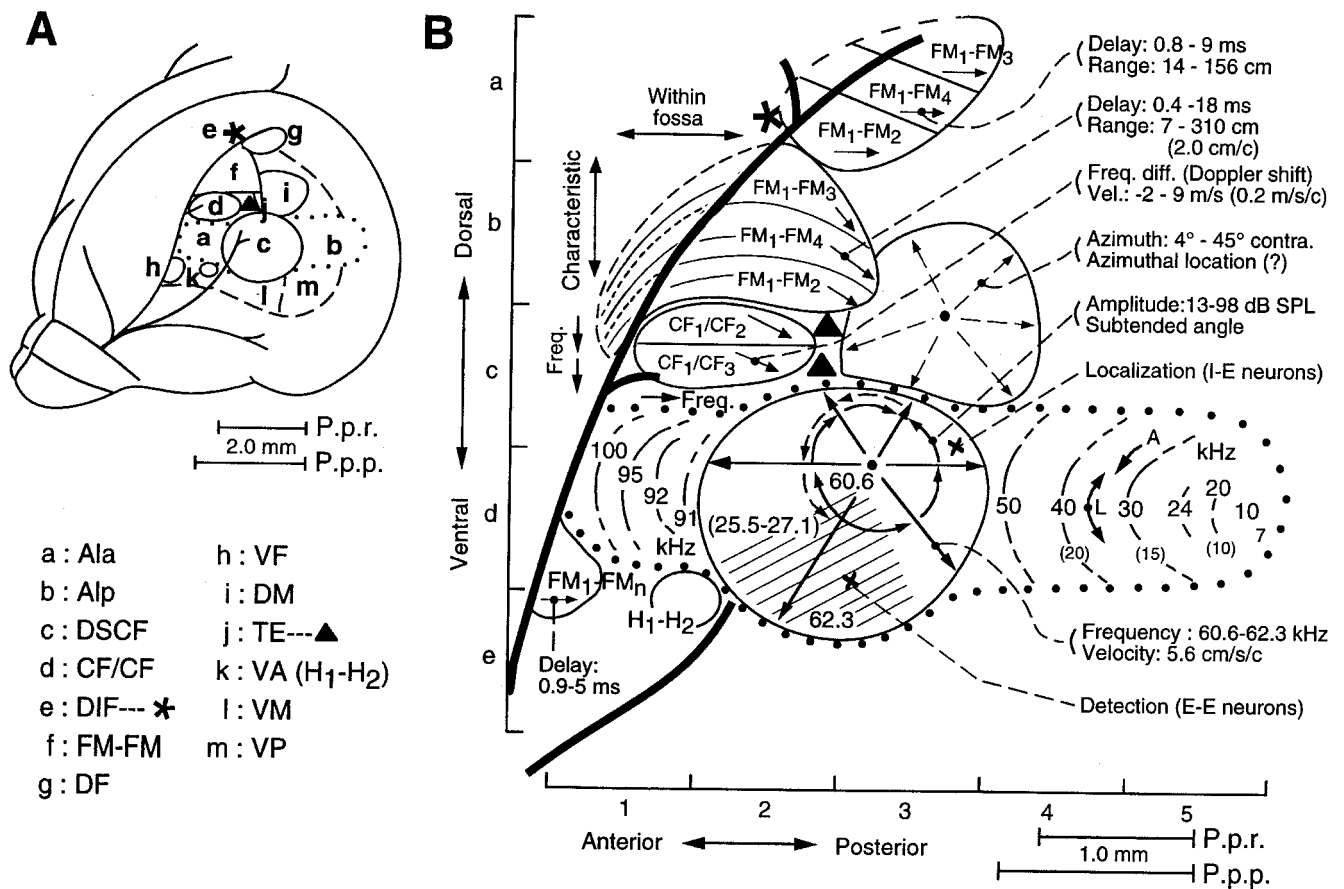 A
e
g
f
i
d
j
a
c
b
h
k
l
m
P.p.r.
2.0 mm
P.p.p.
a : Ala
b : Alp
c : DSCF
d : CF/CF
e : DIF---
f : FM-FM
g : DF
h : VF
i : DM
j : TE---▲
k : VA (H1-H2)
l : VM
m : VP
B
a
b
c
d
e
Dorsal
Ventral
Within
fossa
Characteristic
Freq.
FM1-FM3
FM1-FM4
FM1-FM2
FM1-FM3
FM1-FM4
FM1-FM2
CF1/CF2
CF1/CF3
Freq.
100
95
92
91
kHz
60.6
(25.5-27.1)
62.3
FM1-FMn
H1-H2
Delay:
0.9-5 ms
50
40
30
24
20
10
7
kHz
A
L
(20)
(15)
(10)
Delay: 0.8 - 9 ms
Range: 14 - 156 cm
Delay: 0.4 -18 ms
Range: 7 - 310 cm
(2.0 cm/c)
Freq. diff. (Doppler shift)
Vel.: -2 - 9 m/s (0.2 m/s/c)
Azimuth: 4° - 45° contra.
Azimuthal location (?)
Amplitude:13-98 dB SPL
Subtended angle
Localization (I-E neurons)
Frequency : 60.6-62.3 kHz
Velocity: 5.6 cm/s/c
Detection (E-E neurons)
1
2
3
4
5
Anterior
Posterior
P.p.r.
1.0 mm
P.p.p.